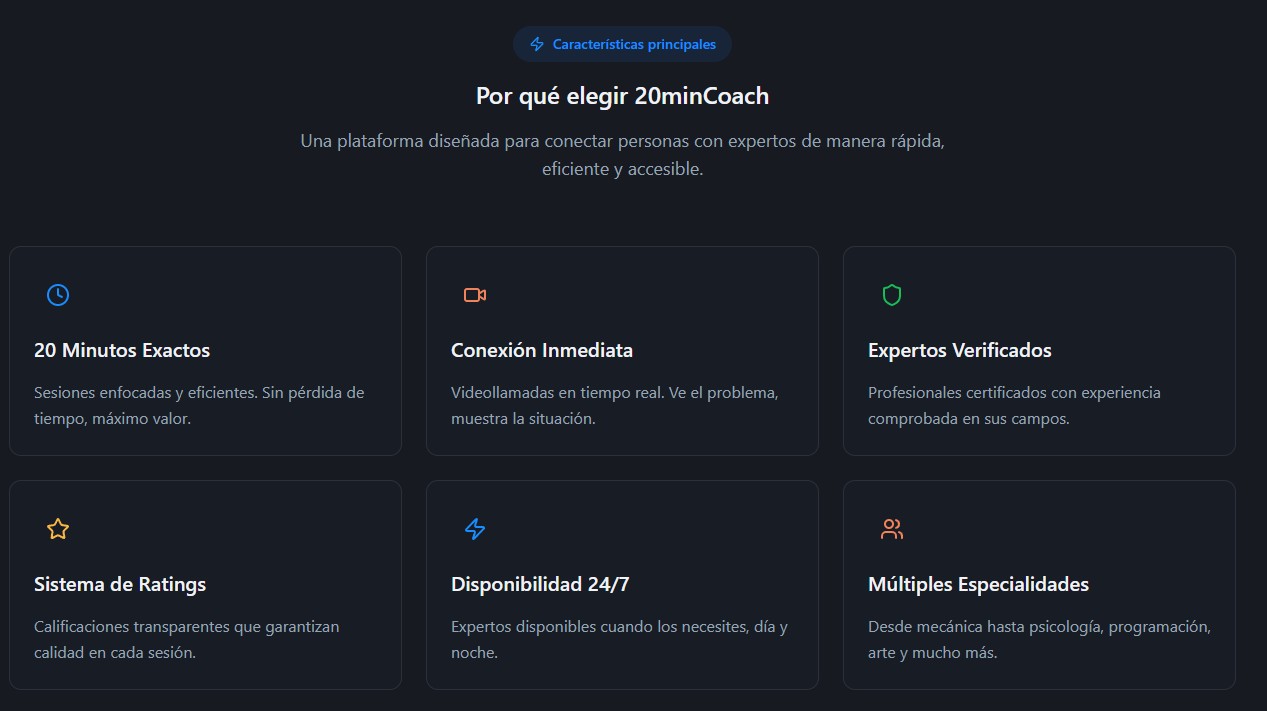 Características principales
Por qué elegir 20minCoach
Una plataforma diseñada para conectar personas con expertos de manera rápida,
eficiente y accesible.
20 Minutos Exactos
Sesiones enfocadas y eficientes. Sin pérdida de
tiempo, máximo valor.
Conexión Inmediata
Videollamadas en tiempo real. Ve el problema,
muestra la situación.
Expertos Verificados
Profesionales certificados con experiencia
comprobada en sus campos.
Sistema de Ratings
Calificaciones transparentes que garantizan
calidad en cada sesión.
Disponibilidad 24/7
Expertos disponibles cuando los necesites, día y
noche.
Múltiples Especialidades
Desde mecánica hasta psicología, programación,
arte y mucho más.